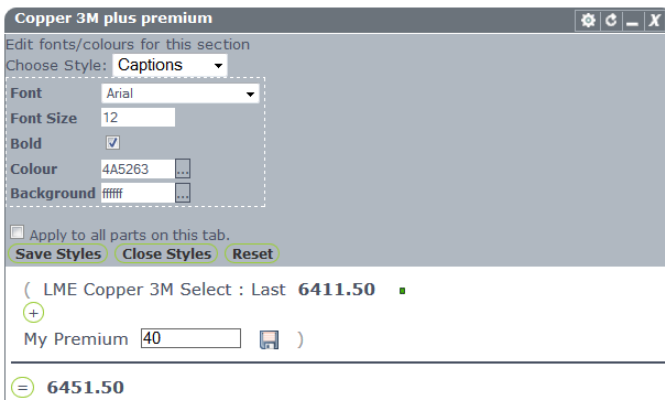 Copper 3M plus premium
Edit fonts/colours for this section
Choose Style: Captions
Font Arial
Font Size 12
Bold
Colour 4A5263 ...
Background ffffff ...
Apply to all parts on this tab.
Save Styles Close Styles Reset
( LME Copper 3M Select : Last 6411.50
+
My Premium 40 )
= 6451.50